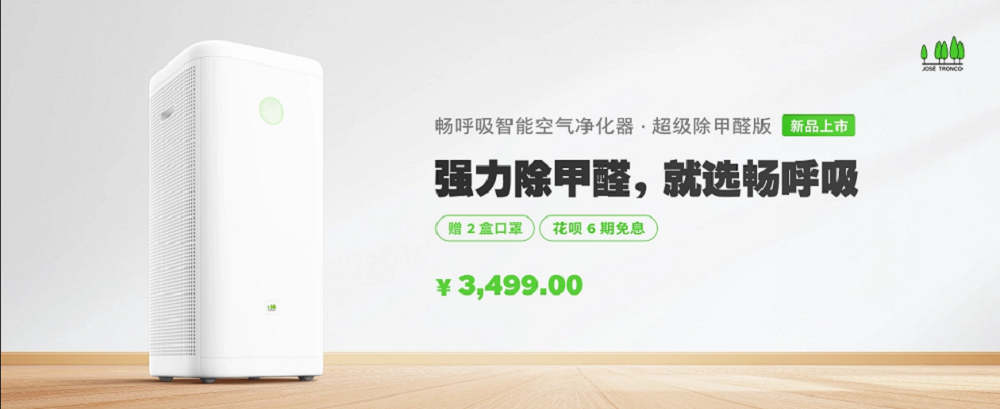 JOSÉ TRONCO
畅呼吸智能空气净化器 · 超级除甲醛版 新品上市
强力除甲醛，就选畅呼吸
赠 2 盒口罩 花呗 6 期免息
¥ 3,499.00